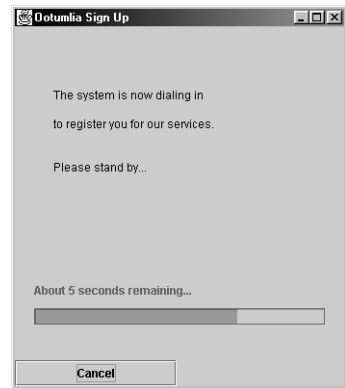 Ootumlia Sign Up
The system is now dialing in
to register you for our services.
Please stand by...
About 5 seconds remaining...
Cancel